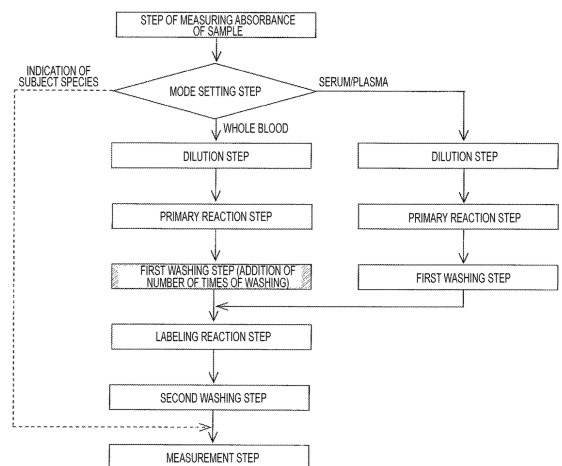 STEP OF MEASURING ABSORBANCE
OF SAMPLE
INDICATION OF
SUBJECT SPECIES
MODE SETTING STEP
SERUM/PLASMA
WHOLE BLOOD
DILUTION STEP
DILUTION STEP
PRIMARY REACTION STEP
PRIMARY REACTION STEP
FIRST WASHING STEP (ADDITION OF
NUMBER OF TIMES OF WASHING)
FIRST WASHING STEP
LABELING REACTION STEP
SECOND WASHING STEP
MEASUREMENT STEP